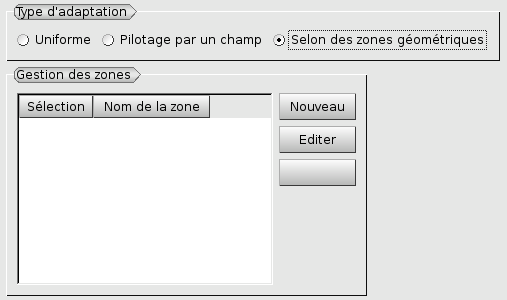 Type d'adaptation
Uniforme Pilotage par un champ Selon des zones géométriques
Gestion des zones
Sélection Nom de la zone
Nouveau
Editer